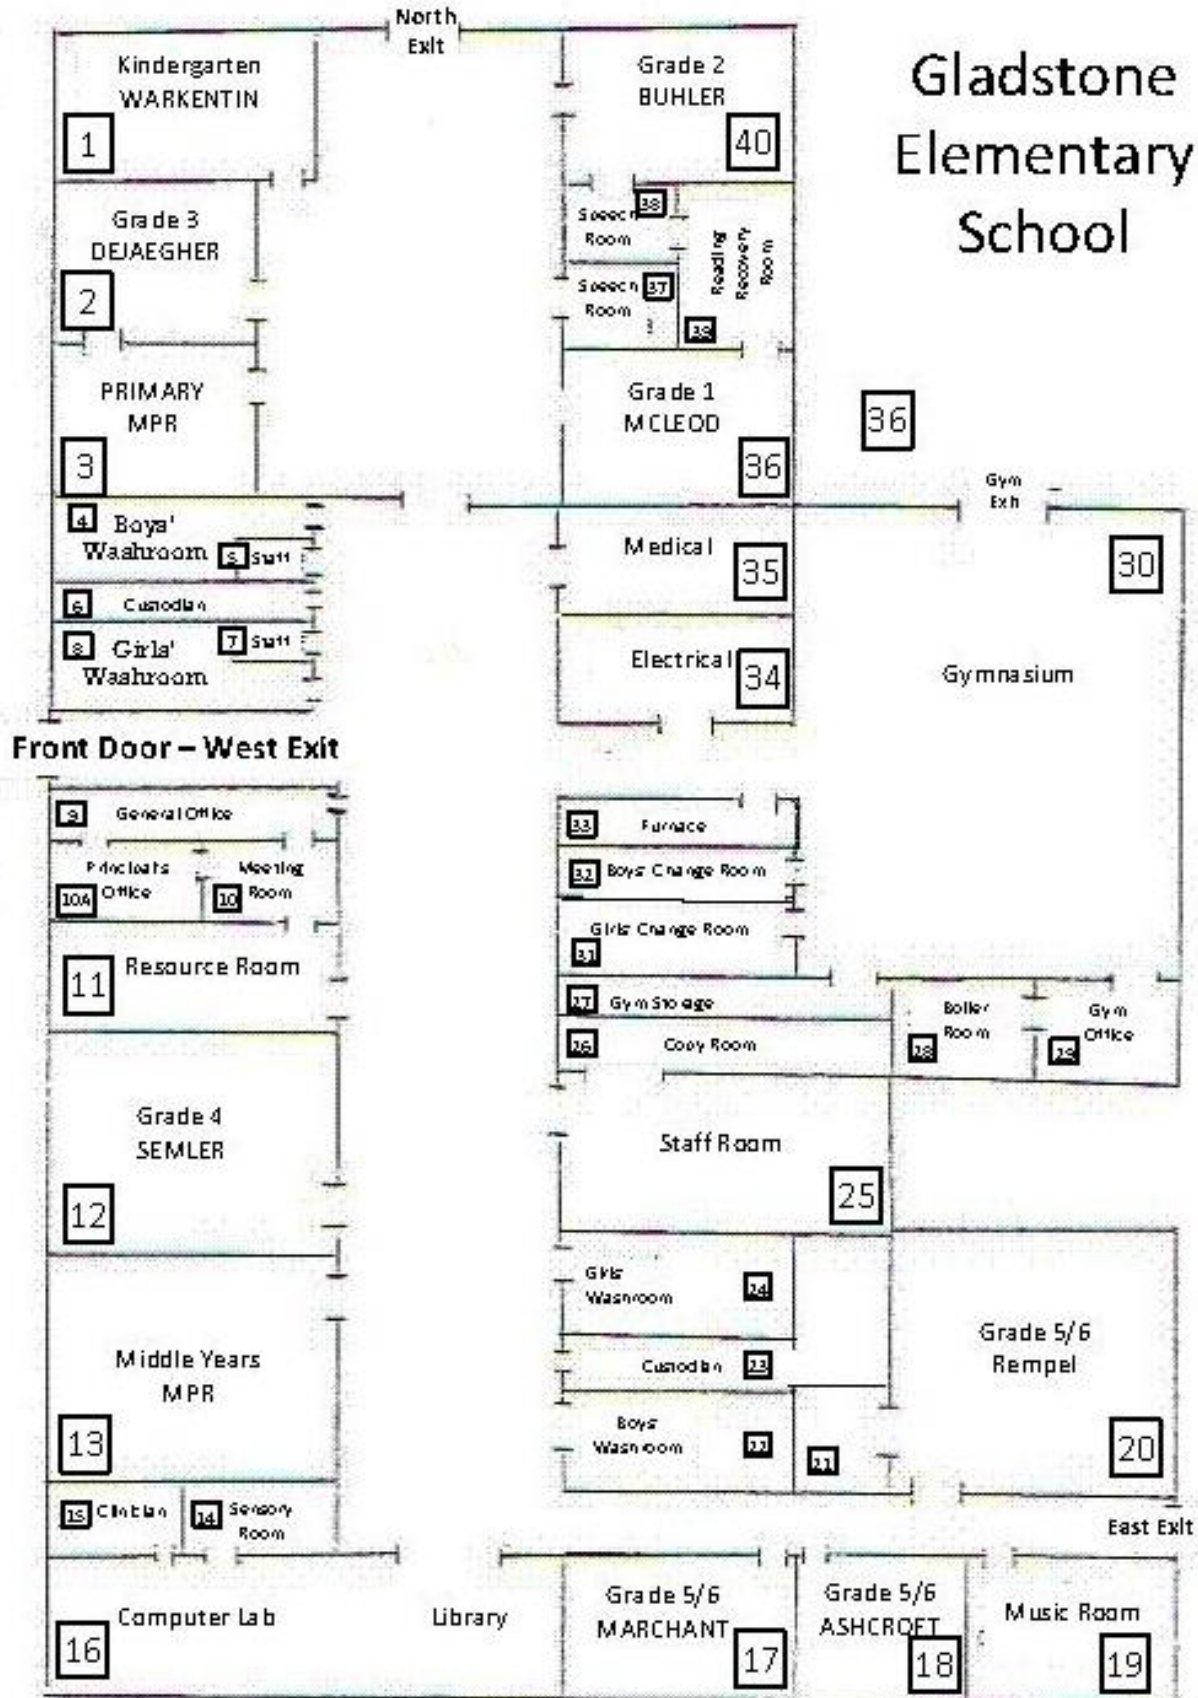 North
Exit
Gladstone
Elementary
School
Kindergarten
WARKENTIN
1
Grade 2
BUHLER
40
Grade 3
DEJAEGHER
2
Speech
Room
38
Speech
Room
37
Reading
Recovery
Room
39
PRIMARY
MPR
3
Grade 1
MCLEOD
36
36
Gym
Exit
4 Boys'
Washroom
5 Staff
6 Custodian
7 Staff
8 Girls'
Washroom
Medical
35
Electrical
34
30
Gymnasium
Front Door – West Exit
9 General Office
Principal's
Office
10A
Meeting
Room
10
11 Resource Room
33 Furnace
32 Boys Change Room
Girls Change Room
31
27 Gym Storage
26 Copy Room
Boiler
Room
28
Gym
Office
29
Grade 4
SEMLER
12
Staff Room
25
Girls
Washroom
24
Custodian 23
Boys
Washroom
22
21
Grade 5/6
Rempel
20
Middle Years
MPR
13
15 Clinician
14 Sensory
Room
East Exit
Computer Lab
16
Library
Grade 5/6
MARCHANT
17
Grade 5/6
ASHCROFT
18
Music Room
19